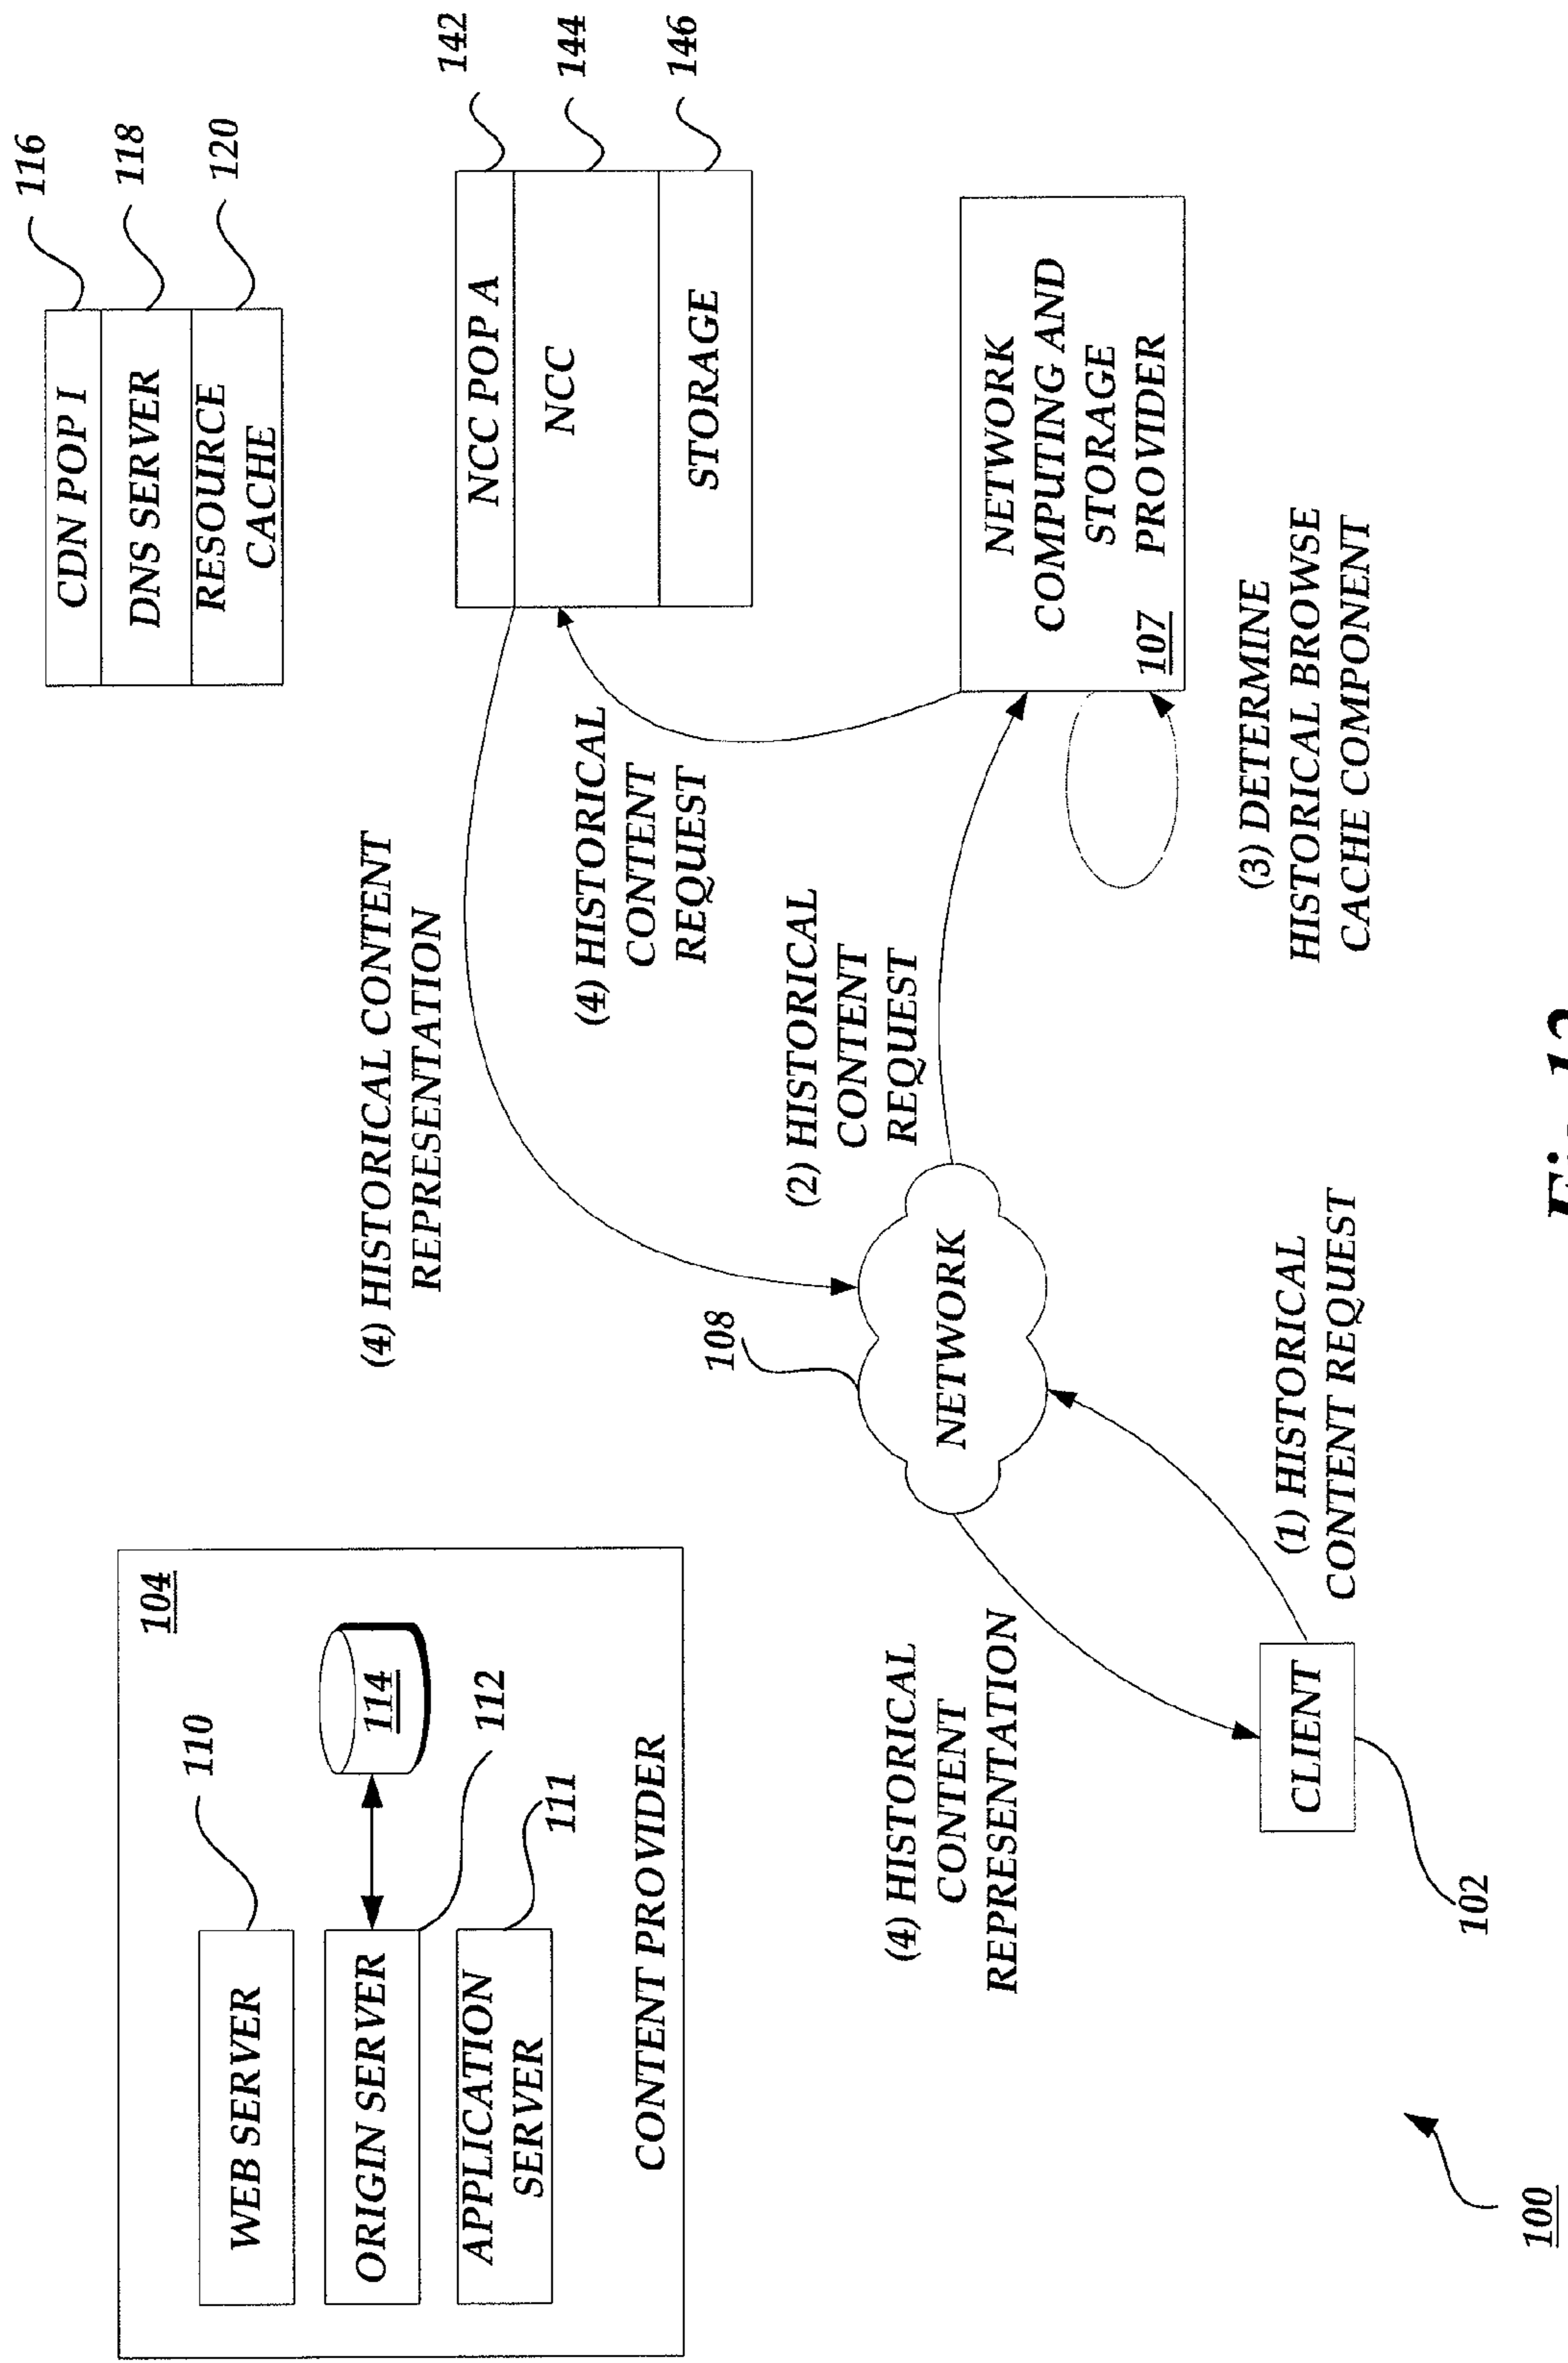 104
WEB SERVER
110
ORIGIN SERVER
114
112
APPLICATION
SERVER
111
CONTENT PROVIDER
CDN POP I
116
DNS SERVER
118
RESOURCE
CACHE
120
(4) HISTORICAL CONTENT
REPRESENTATION
NCC POP A
142
NCC
144
STORAGE
146
(4) HISTORICAL
CONTENT
REQUEST
108
NETWORK
(2) HISTORICAL
CONTENT
REQUEST
NETWORK
COMPUTING AND
STORAGE
PROVIDER
107
(4) HISTORICAL
CONTENT
REPRESENTATION
(3) DETERMINE
HISTORICAL BROWSE
CACHE COMPONENT
(1) HISTORICAL
CONTENT REQUEST
CLIENT
102
100